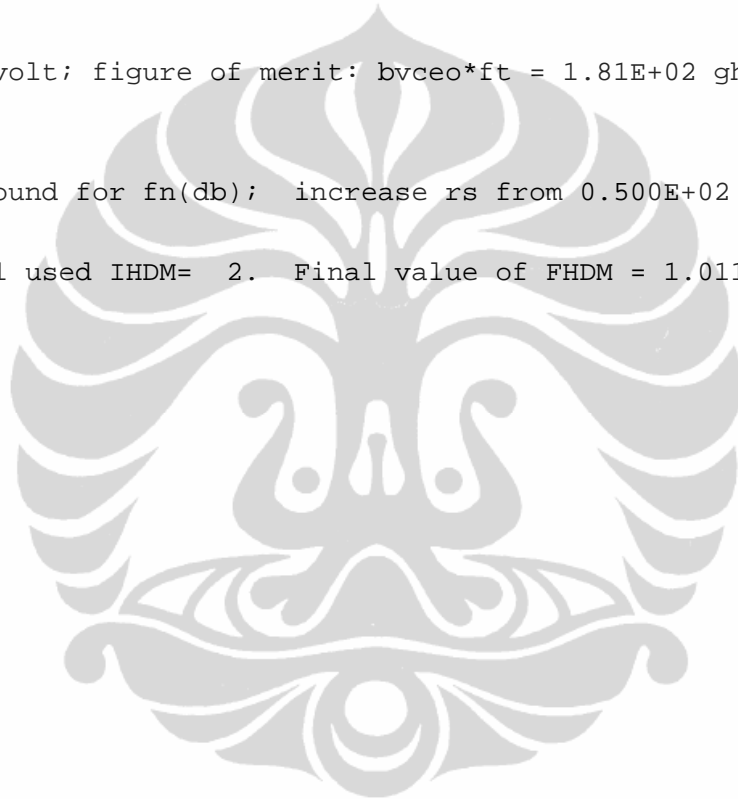 volt; figure of merit: bvceo*ft = 1.81E+02 gh
ound for fn(db); increase rs from 0.500E+02
l used IHDM= 2. Final value of FHDM = 1.011